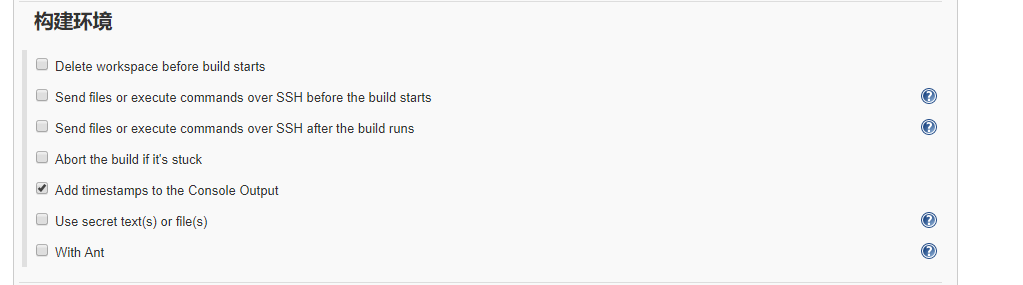 构建环境
Delete workspace before build starts
Send files or execute commands over SSH before the build starts
Send files or execute commands over SSH after the build runs
Abort the build if it's stuck
Add timestamps to the Console Output
Use secret text(s) or file(s)
With Ant